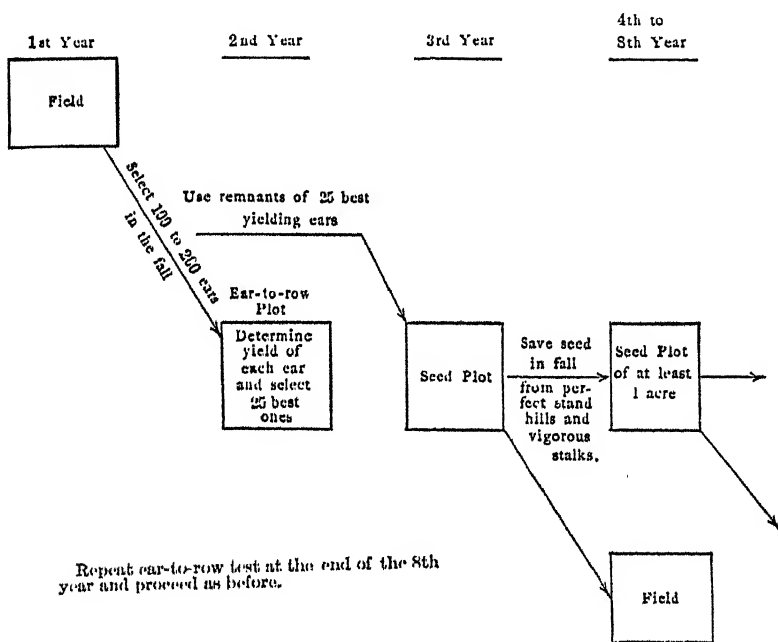 1st Year
2nd Year
3rd Year
4th to
8th Year
Field
Select 100 to 200 ears
in the fall
Use remnants of 25 best
yielding ears
Ear-to-row
Plot
Determine
yield of
each ear
and select
25 best
ones
Seed Plot
Save seed
in fall
from per-
fect stand
hills and
vigorous
stalks.
Seed Plot
of at least
1 acre
Field
Repeat ear-to-row test at the end of the 8th
year and proceed as before.